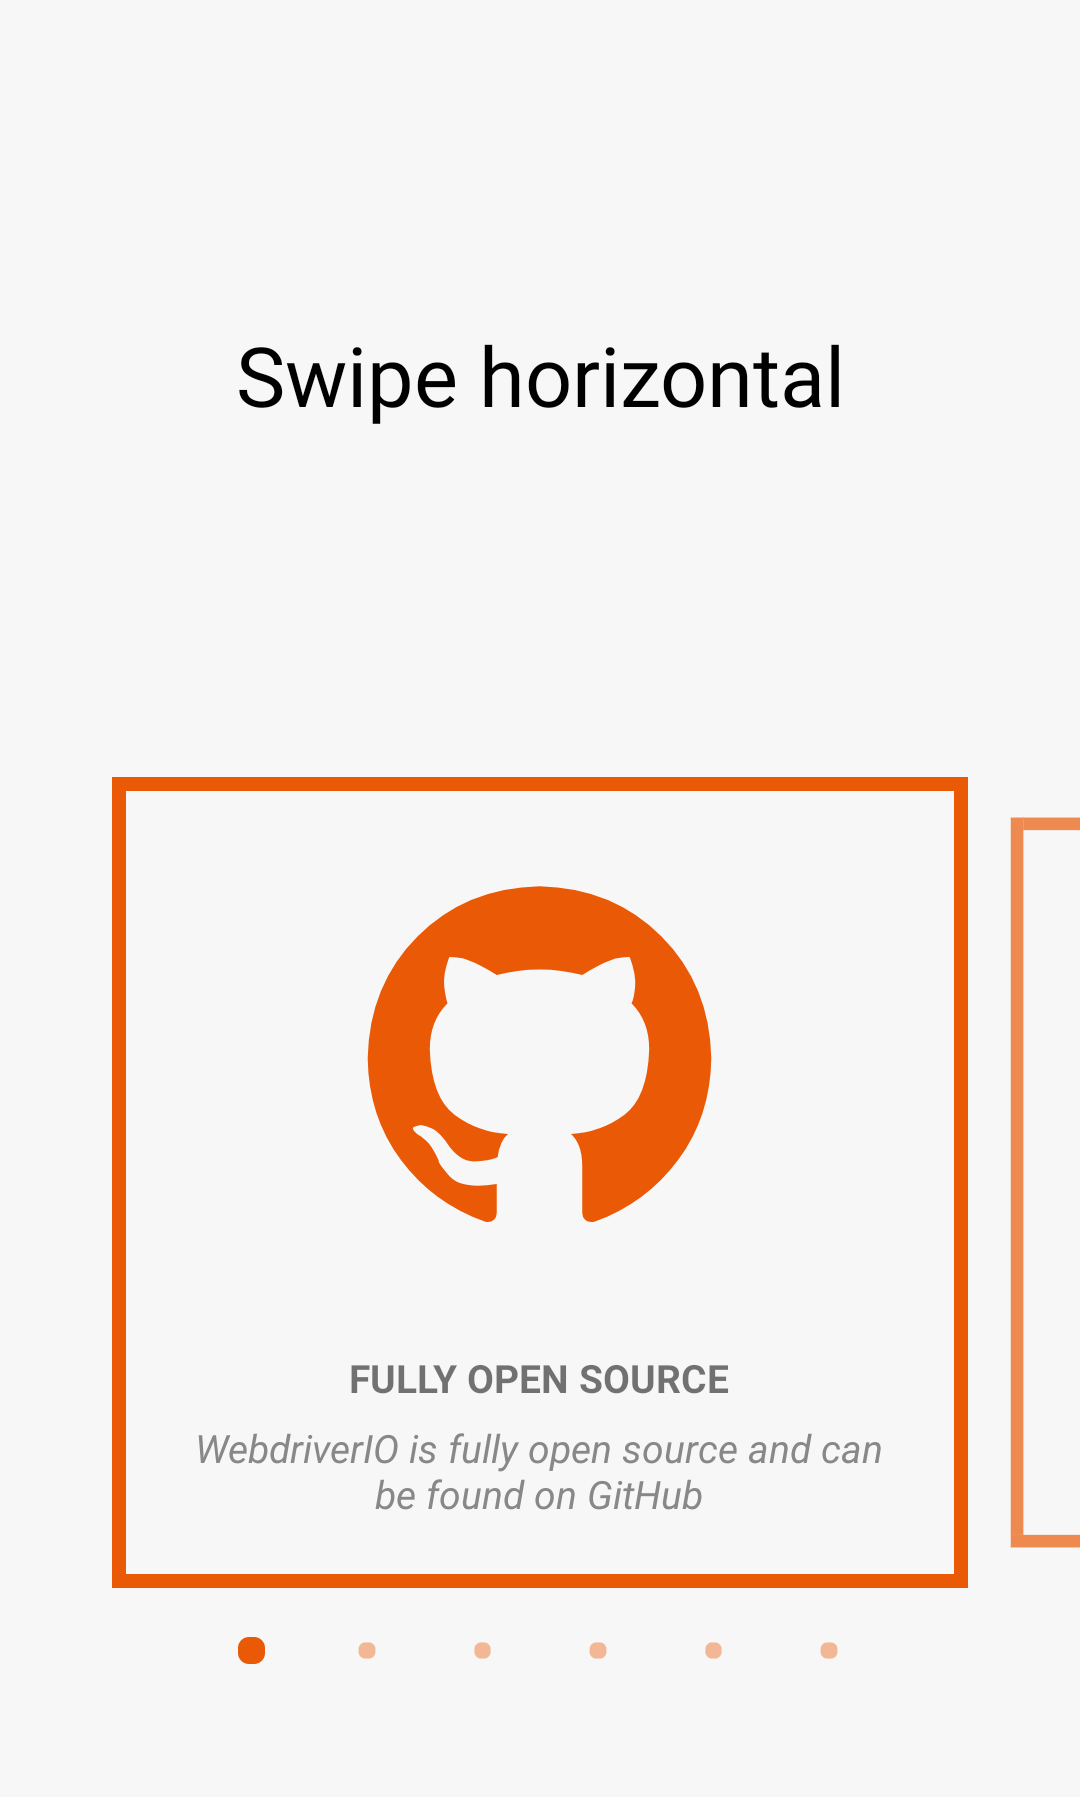 Swipe horizontal
FULLY OPEN SOURCE
WebdriverIO is fully open source and can
be found on GitHub